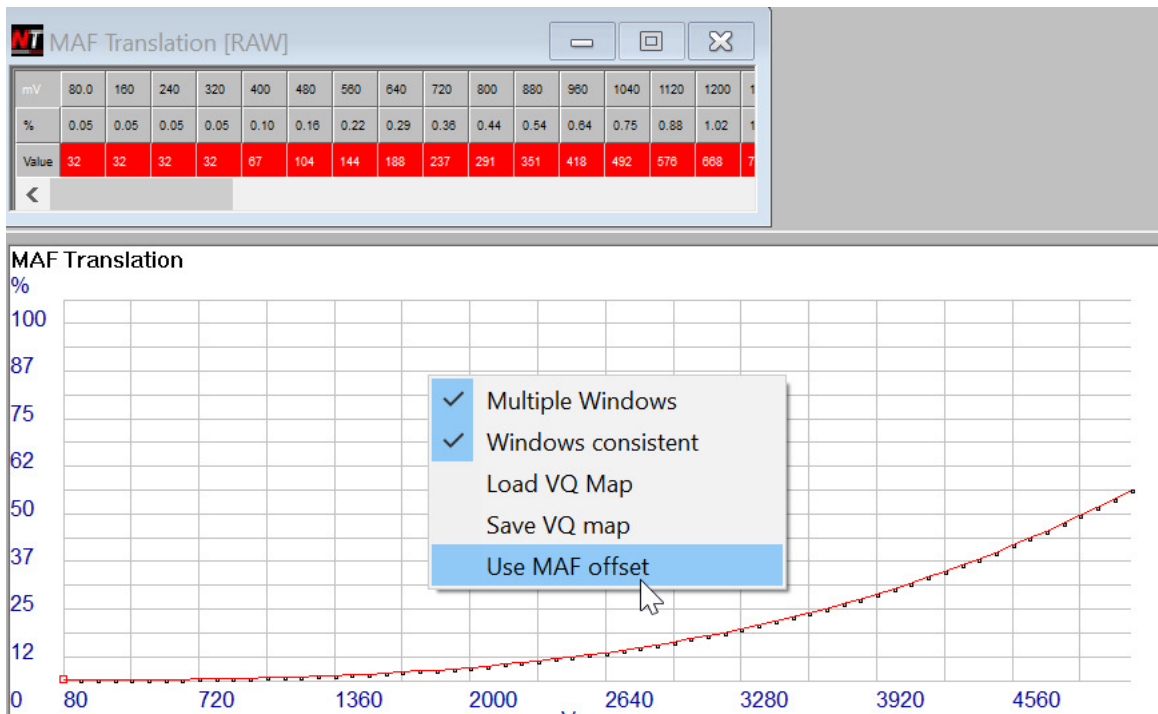 NT MAF Translation [RAW]
mV 80.0 160 240 320 400 480 560 640 720 800 880 960 1040 1120 1200
% 0.05 0.05 0.05 0.05 0.10 0.16 0.22 0.29 0.36 0.44 0.54 0.64 0.75 0.88 1.02
Value 32 32 32 32 67 104 144 188 237 291 351 418 492 576 668
MAF Translation
%
100
87
75
62
50
37
25
12
Multiple Windows
Windows consistent
Load VQ Map
Save VQ map
Use MAF offset
0 80 720 1360 2000 2640 3280 3920 4560